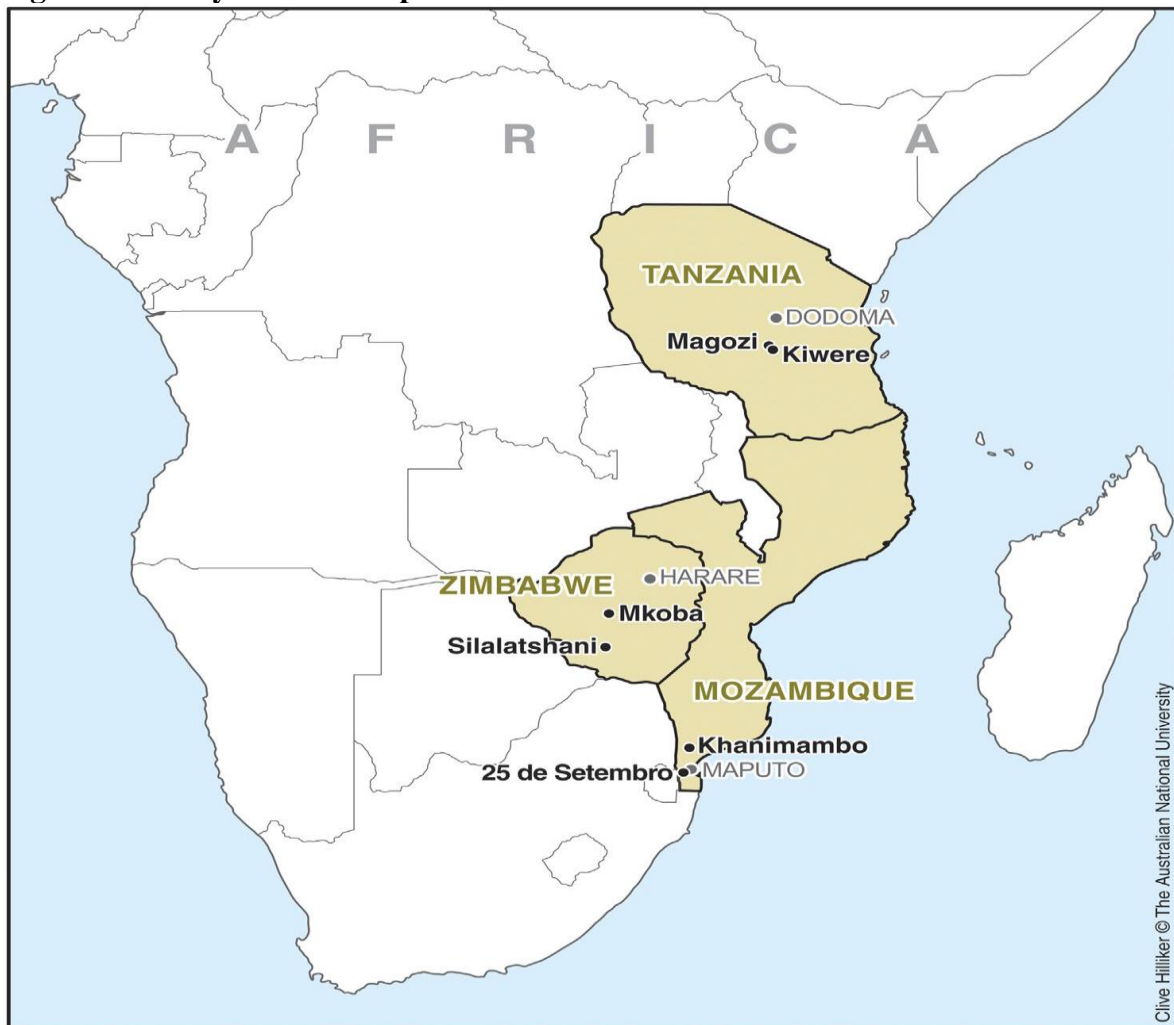 A F R I C A
TANZANIA
DODOMA
Magozi
Kiwere
ZIMBABWE
HARARE
Mkoba
Silalatshani
MOZAMBIQUE
Khanimambo
25 de Setembro
MAPUTO
Clive Hilliker © The Australian National University